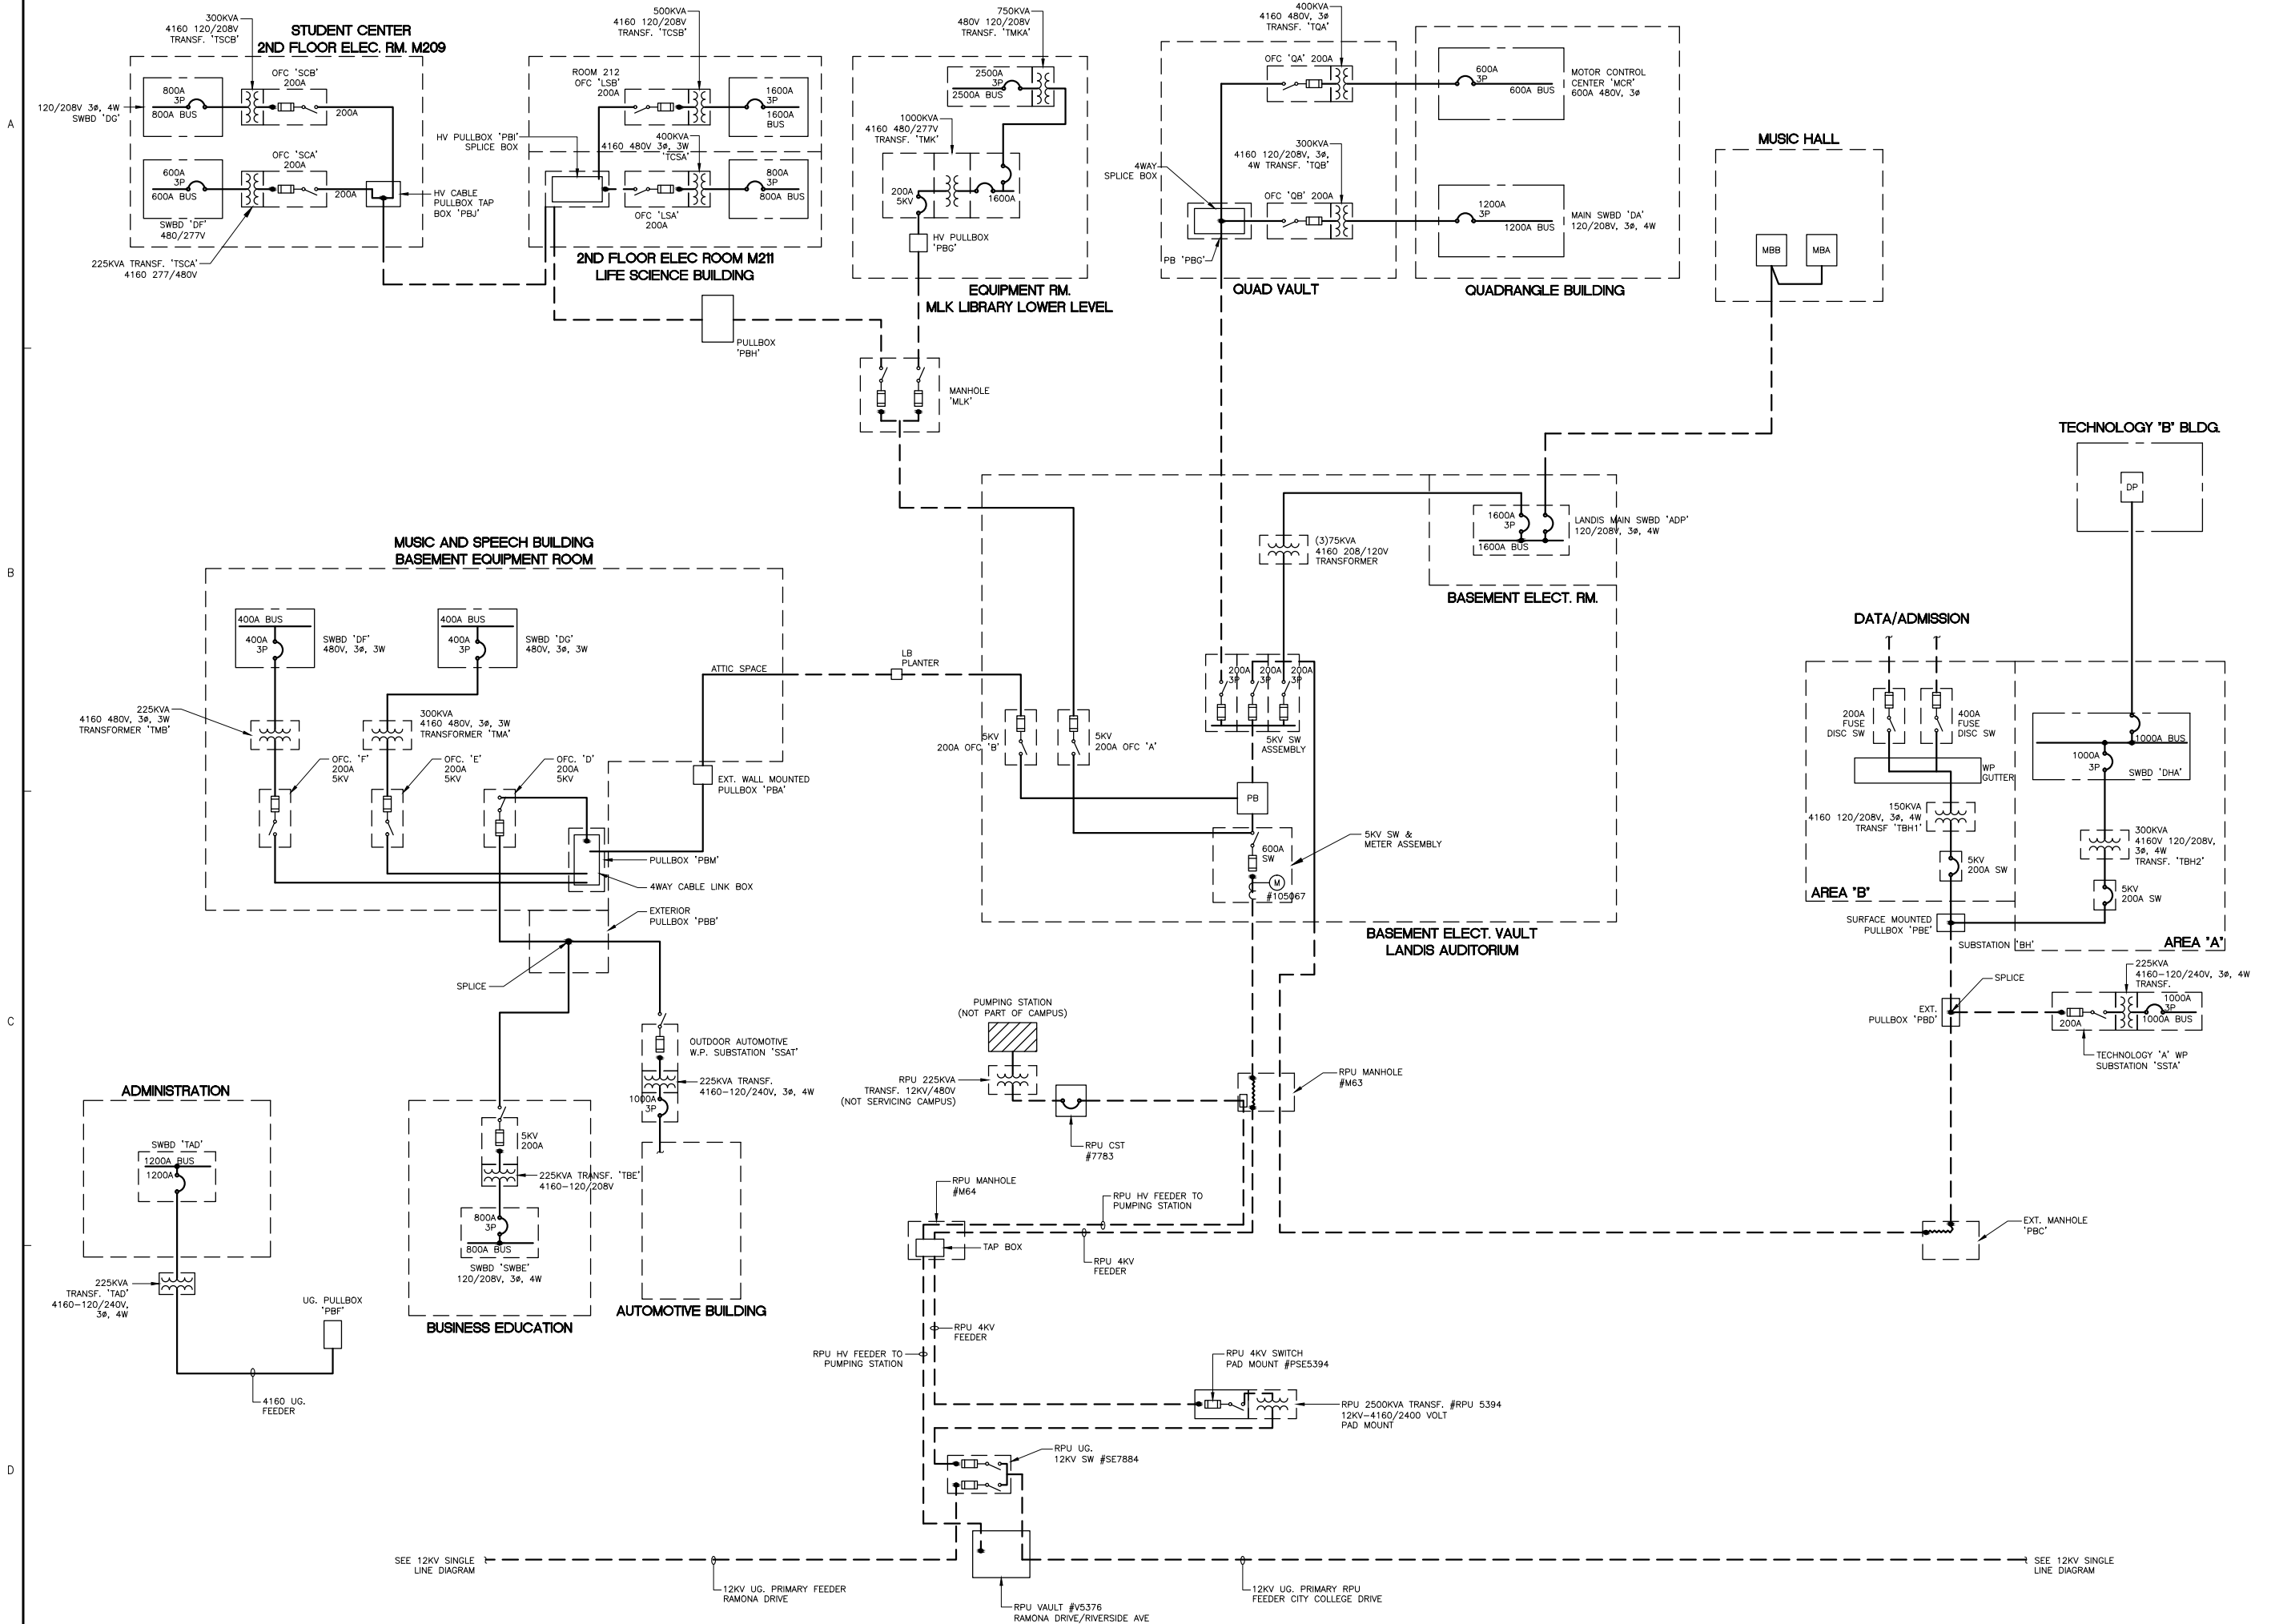 300KVA
4160 120/208V
TRANSF. 'TSCB'
STUDENT CENTER
2ND FLOOR ELEC. RM. M209
OFC 'SCB'
200A
800A
3P
800A BUS
200A
120/208V 3ø, 4W
SWBD 'DG'
OFC 'SCA'
200A
600A
3P
600A BUS
200A
SWBD 'DF'
480/277V
HV CABLE
PULLBOX TAP
BOX 'PBJ'
225KVA TRANSF. 'TSCA'
4160 277/480V
500KVA
4160 120/208V
TRANSF. 'TCSB'
ROOM 212
OFC 'LSB'
200A
1600A
3P
1600A
BUS
HV PULLBOX 'PBI'
SPLICE BOX
400KVA
4160 480V 3ø, 3W
'TCSA'
800A
3P
800A BUS
OFC 'LSA'
200A
2ND FLOOR ELEC ROOM M211
LIFE SCIENCE BUILDING
PULLBOX
'PBH'
750KVA
480V 120/208V
TRANSF. 'TMKA'
2500A
3P
2500A BUS
1000KVA
4160 480/277V
TRANSF. 'TMK'
200A
5KV
1600A
HV PULLBOX
'PBG'
EQUIPMENT RM.
MLK LIBRARY LOWER LEVEL
MANHOLE
'MLK'
400KVA
4160 480V, 3ø
TRANSF. 'TQA'
OFC 'QA' 200A
600A
3P
600A BUS
MOTOR CONTROL
CENTER 'MCR'
600A 480V, 3ø
300KVA
4160 120/208V, 3ø,
4W TRANSF. 'TQB'
4WAY
SPLICE BOX
OFC 'QB' 200A
1200A
3P
1200A BUS
MAIN SWBD 'DA'
120/208V, 3ø, 4W
PB 'PBG'
QUAD VAULT
QUADRANGLE BUILDING
MUSIC HALL
MBB
MBA
TECHNOLOGY "B" BLDG.
DP
MUSIC AND SPEECH BUILDING
BASEMENT EQUIPMENT ROOM
400A BUS
400A
3P
SWBD 'DF'
480V, 3ø, 3W
400A BUS
400A
3P
SWBD 'DG'
480V, 3ø, 3W
225KVA
4160 480V, 3ø, 3W
TRANSFORMER 'TMB'
300KVA
4160 480V, 3ø, 3W
TRANSFORMER 'TMA'
OFC. 'F'
200A
5KV
OFC. 'E'
200A
5KV
OFC. 'D'
200A
5KV
ATTIC SPACE
LB
PLANTER
EXT. WALL MOUNTED
PULLBOX 'PBA'
PULLBOX 'PBM'
4WAY CABLE LINK BOX
EXTERIOR
PULLBOX 'PBB'
SPLICE
(3)75KVA
4160 208/120V
TRANSFORMER
1600A
3P
1600A BUS
LANDIS MAIN SWBD 'ADP'
120/208V, 3ø, 4W
BASEMENT ELECT. RM.
200A
3P
200A
3P
200A
3P
5KV SW
ASSEMBLY
5KV
200A OFC 'B'
5KV
200A OFC 'A'
PB
600A
SW
M
#105067
5KV SW &
METER ASSEMBLY
BASEMENT ELECT. VAULT
LANDIS AUDITORIUM
DATA/ADMISSION
200A
FUSE
DISC SW
400A
FUSE
DISC SW
WP
GUTTER
150KVA
4160 120/208V, 3ø, 4W
TRANSF 'TBH1'
5KV
200A SW
AREA "B"
1000A BUS
1000A
3P
SWBD 'DHA'
300KVA
4160V 120/208V,
3ø, 4W
TRANSF. 'TBH2'
5KV
200A SW
SURFACE MOUNTED
PULLBOX 'PBE'
SUBSTATION 'BH'
AREA "A"
SPLICE
EXT.
PULLBOX 'PBD'
225KVA
4160-120/240V, 3ø, 4W
TRANSF.
1000A
3P
1000A BUS
200A
TECHNOLOGY 'A' WP
SUBSTATION 'SSTA'
EXT. MANHOLE
'PBC'
PUMPING STATION
(NOT PART OF CAMPUS)
RPU 225KVA
TRANSF. 12KV/480V
(NOT SERVICING CAMPUS)
RPU CST
#7783
RPU MANHOLE
#M63
OUTDOOR AUTOMOTIVE
W.P. SUBSTATION 'SSAT'
225KVA TRANSF.
4160-120/240V, 3ø, 4W
1000A
3P
AUTOMOTIVE BUILDING
5KV
200A
225KVA TRANSF. 'TBE'
4160-120/208V
800A
3P
800A BUS
SWBD 'SWBE'
120/208V, 3ø, 4W
BUSINESS EDUCATION
ADMINISTRATION
SWBD 'TAD'
1200A BUS
1200A
225KVA
TRANSF. 'TAD'
4160-120/240V,
3ø, 4W
UG. PULLBOX
'PBF'
4160 UG.
FEEDER
RPU MANHOLE
#M64
RPU HV FEEDER TO
PUMPING STATION
TAP BOX
RPU 4KV
FEEDER
RPU 4KV
FEEDER
RPU HV FEEDER TO
PUMPING STATION
RPU 4KV SWITCH
PAD MOUNT #PSE5394
RPU 2500KVA TRANSF. #RPU 5394
12KV-4160/2400 VOLT
PAD MOUNT
RPU UG.
12KV SW #SE7884
SEE 12KV SINGLE
LINE DIAGRAM
12KV UG. PRIMARY FEEDER
RAMONA DRIVE
12KV UG. PRIMARY RPU
FEEDER CITY COLLEGE DRIVE
SEE 12KV SINGLE
LINE DIAGRAM
RPU VAULT #V5376
RAMONA DRIVE/RIVERSIDE AVE
A
B
C
D